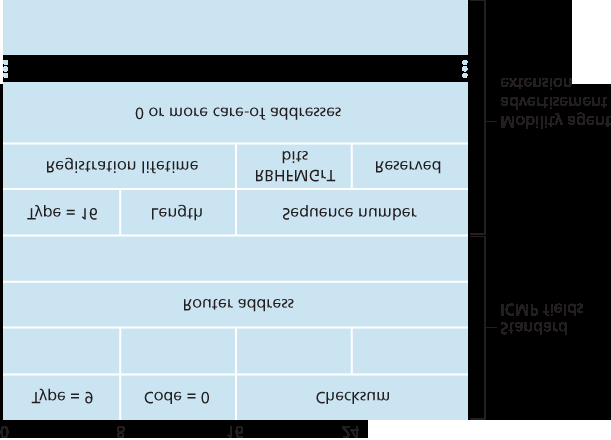 0 8 16 24
Type = 9 Code = 0 Checksum
Router address
Standard
ICMP fields
Type = 16 Length Sequence number
Registration lifetime RBHFMGrT
bits Reserved
0 or more care-of addresses
Mobility agent
advertisement
extension